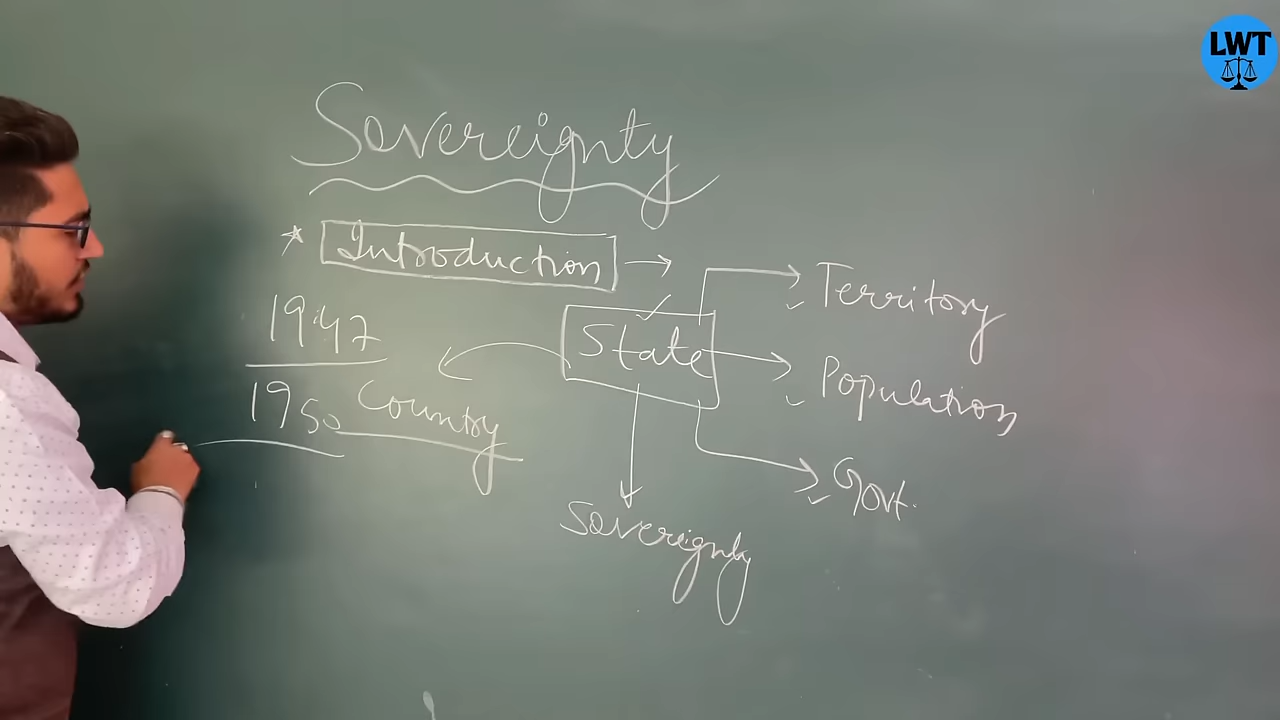 LWT
Sovereignty
* Introduction →
Territory
1947
State
Population
1950
Country
Govt.
Sovereignty